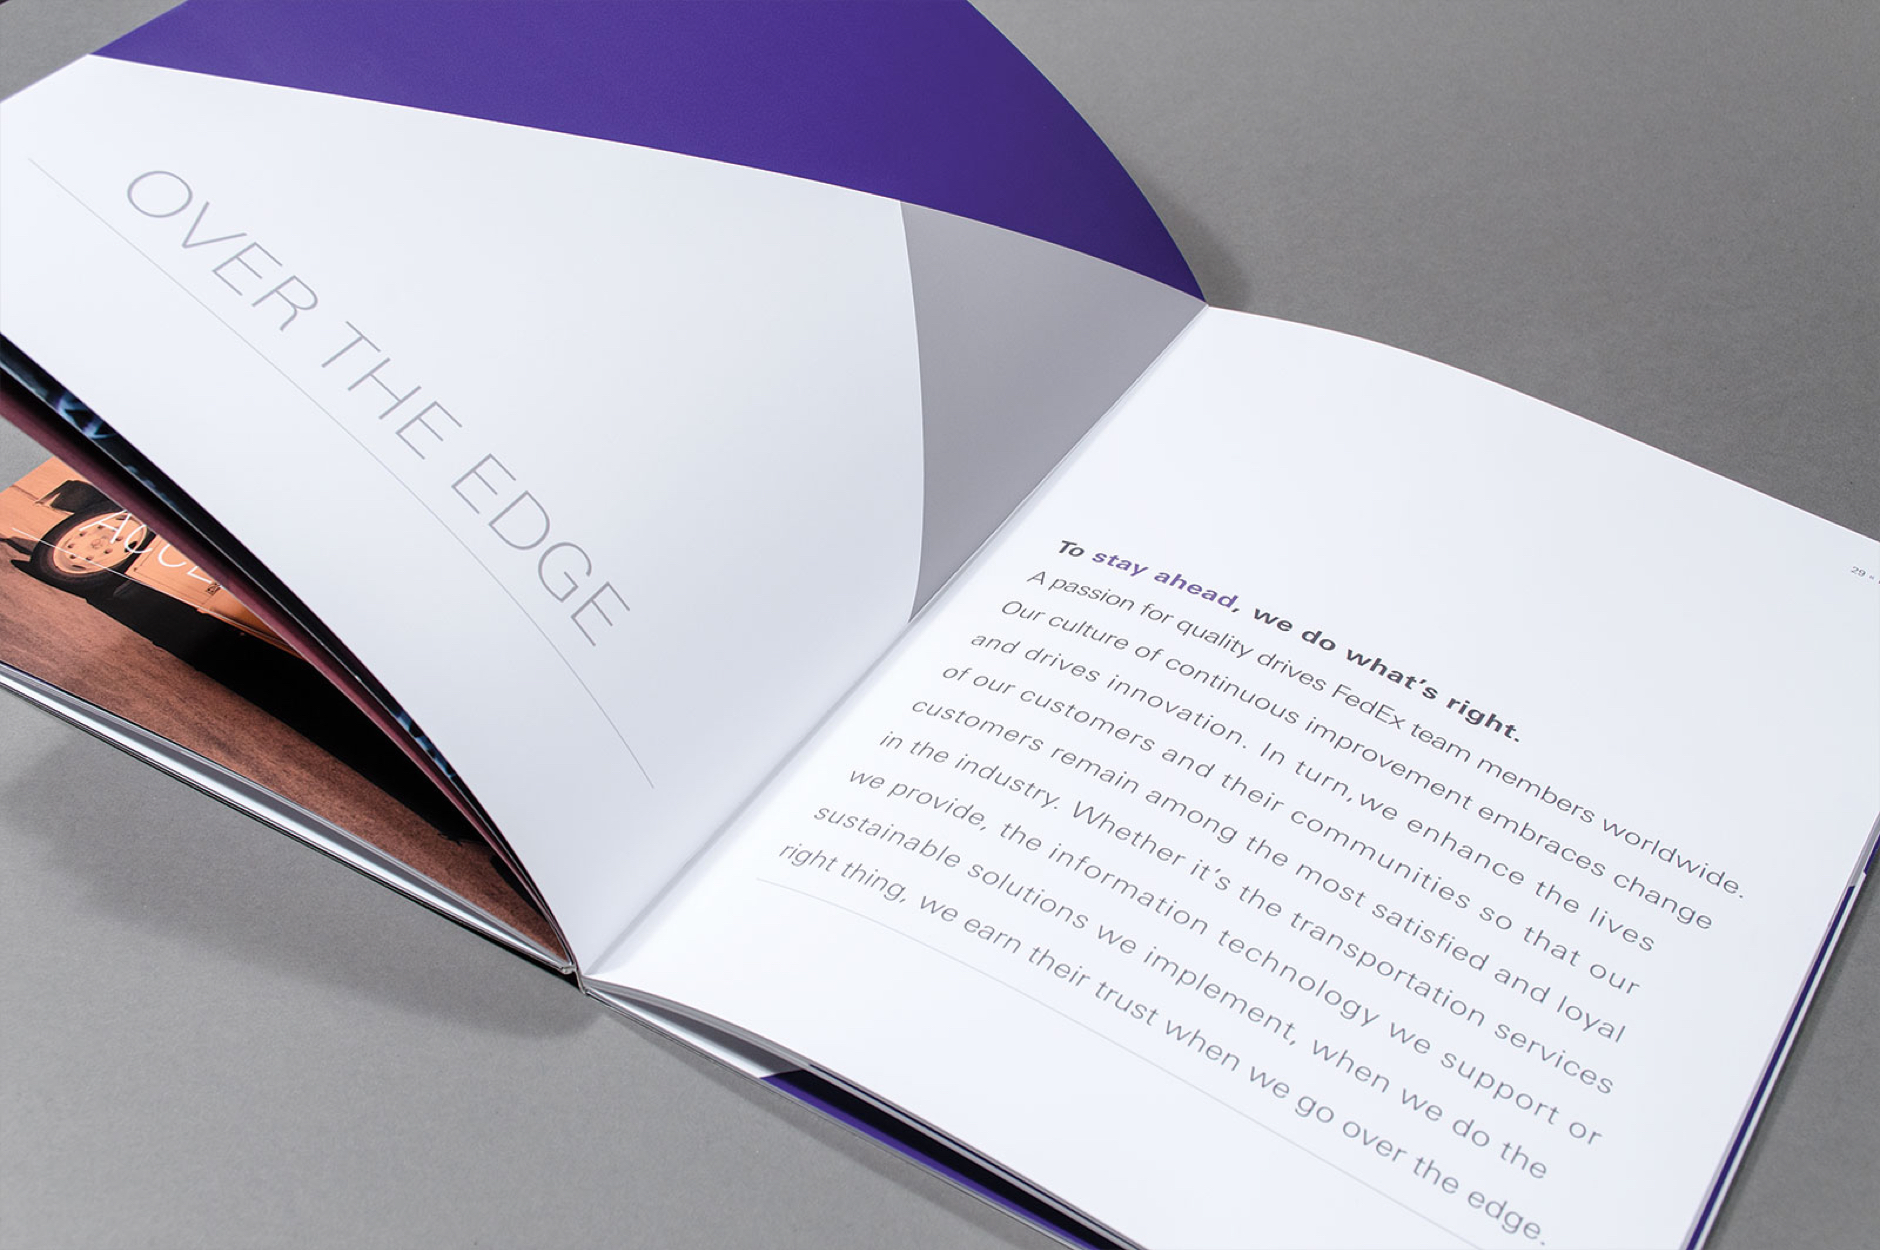 OVER THE EDGE
To stay ahead, we do what's right.
A passion for quality drives FedEx team members worldwide.
Our culture of continuous improvement embraces change
and drives innovation. In turn, we enhance the lives
of our customers and their communities so that our
customers remain among the most satisfied and loyal
in the industry. Whether it's the transportation services
we provide, the information technology we support or
sustainable solutions we implement, when we do the
right thing, we earn their trust when we go over the edge.
29